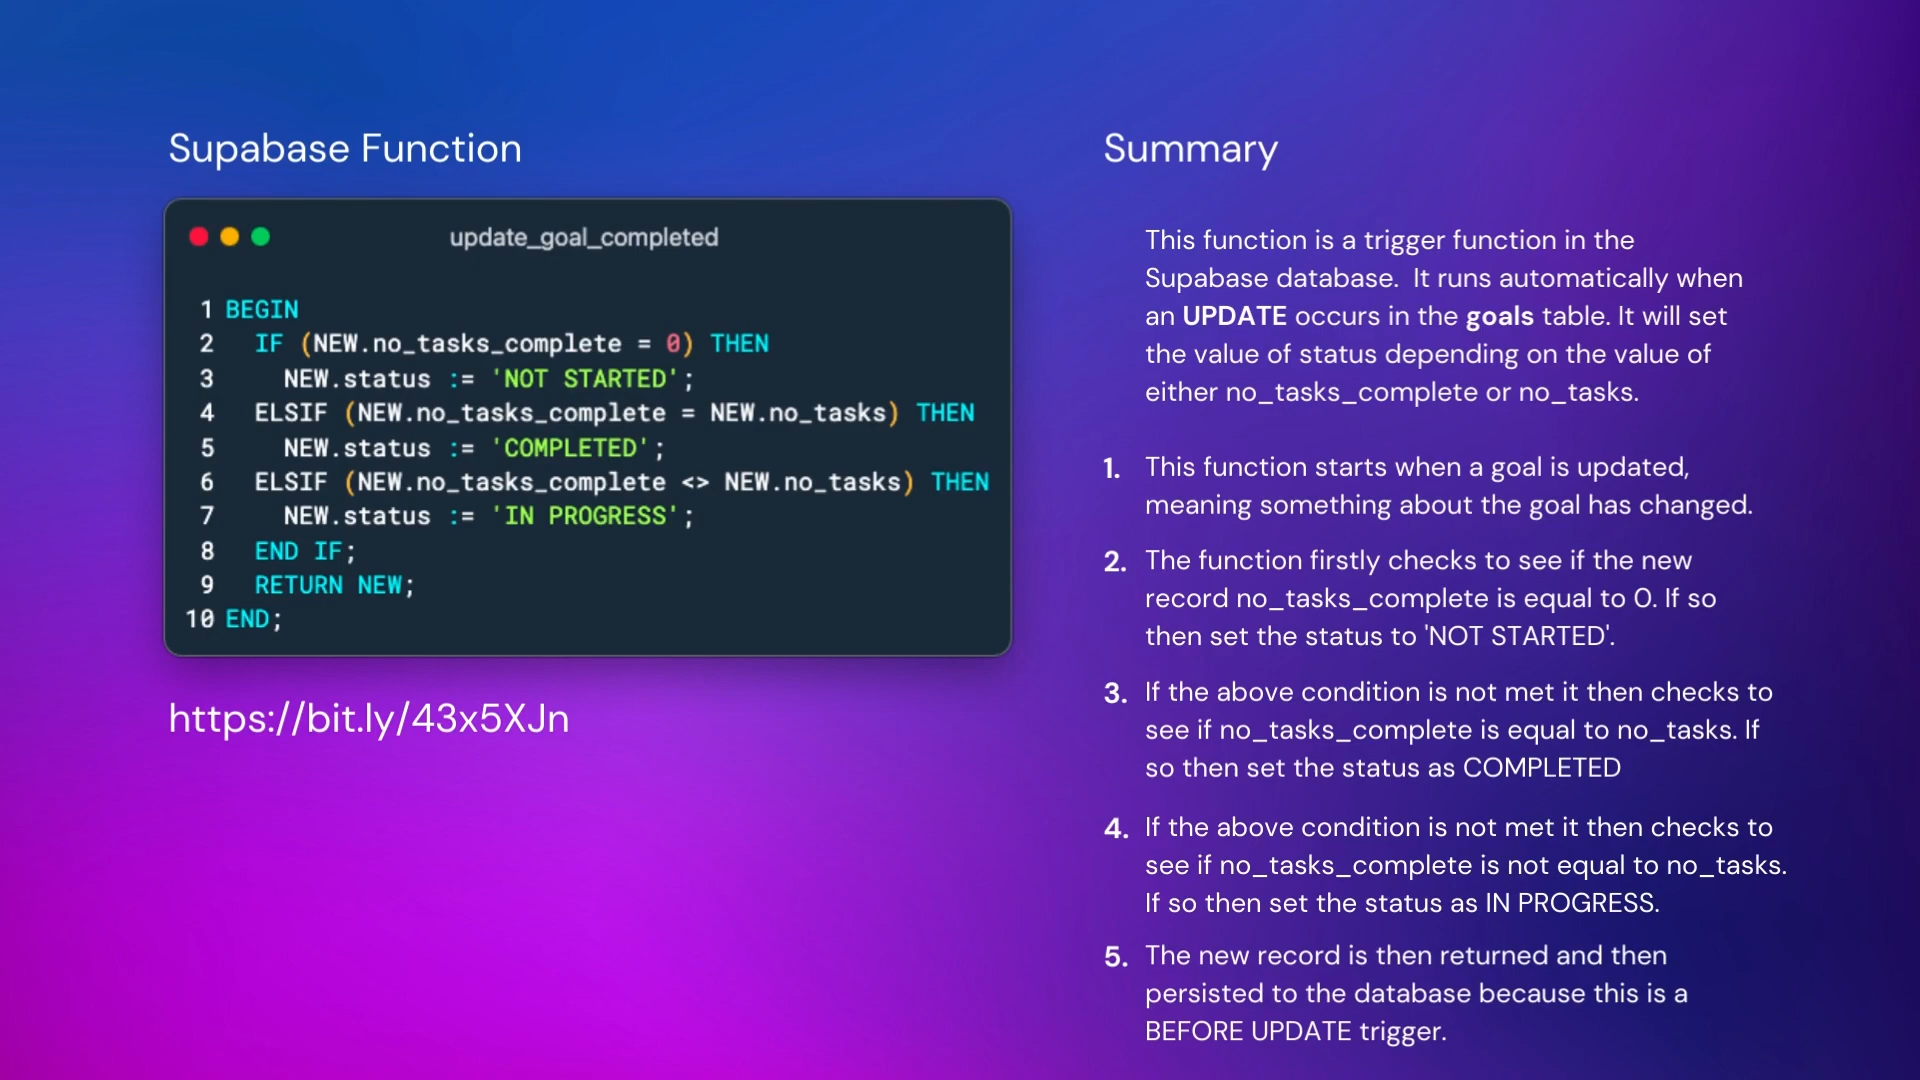 Supabase Function
update_goal_completed
1 BEGIN
2   IF (NEW.no_tasks_complete = 0) THEN
3     NEW.status := 'NOT STARTED';
4   ELSIF (NEW.no_tasks_complete = NEW.no_tasks) THEN
5     NEW.status := 'COMPLETED';
6   ELSIF (NEW.no_tasks_complete <> NEW.no_tasks) THEN
7     NEW.status := 'IN PROGRESS';
8   END IF;
9   RETURN NEW;
10 END;
https://bit.ly/43x5XJn
Summary
This function is a trigger function in the
Supabase database.  It runs automatically when
an UPDATE occurs in the goals table. It will set
the value of status depending on the value of
either no_tasks_complete or no_tasks.
1. This function starts when a goal is updated,
meaning something about the goal has changed.
2. The function firstly checks to see if the new
record no_tasks_complete is equal to 0. If so
then set the status to 'NOT STARTED'.
3. If the above condition is not met it then checks to
see if no_tasks_complete is equal to no_tasks. If
so then set the status as COMPLETED
4. If the above condition is not met it then checks to
see if no_tasks_complete is not equal to no_tasks.
If so then set the status as IN PROGRESS.
5. The new record is then returned and then
persisted to the database because this is a
BEFORE UPDATE trigger.